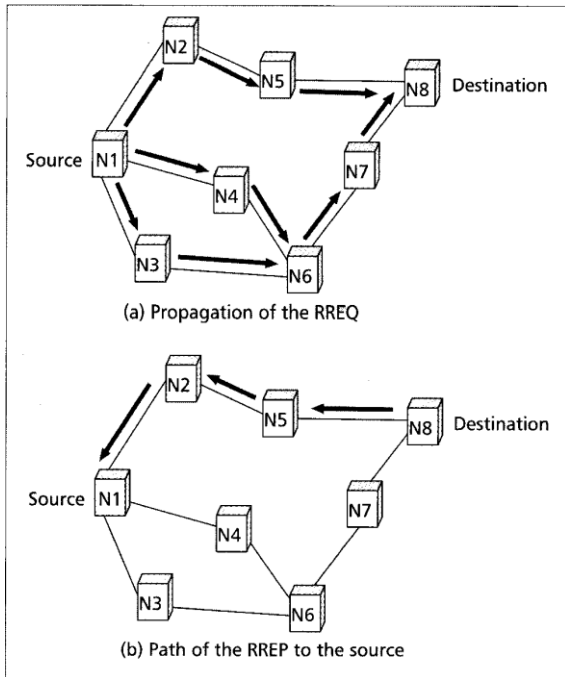 N2
N5
N8
Destination
Source
N1
N4
N7
N3
N6
(a) Propagation of the RREQ
N2
N5
N8
Destination
Source
N1
N4
N7
N3
N6
(b) Path of the RREP to the source